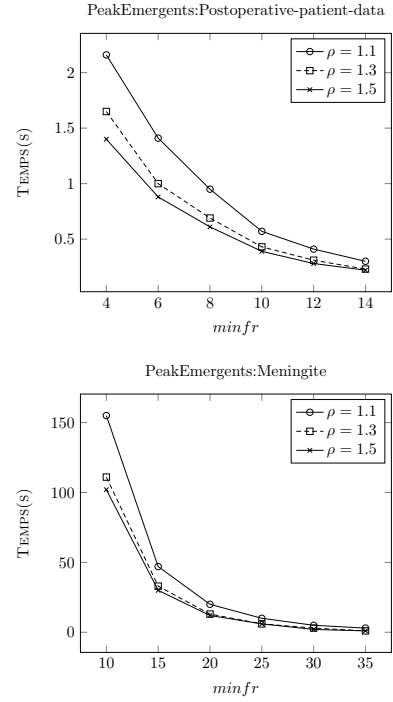 PeakEmergents:Postoperative-patient-data
ρ = 1.1
ρ = 1.3
ρ = 1.5
2
1.5
1
0.5
TEMPS(s)
4 6 8 10 12 14
minfr
PeakEmergents:Meningite
ρ = 1.1
ρ = 1.3
ρ = 1.5
150
100
50
0
TEMPS(s)
10 15 20 25 30 35
minfr